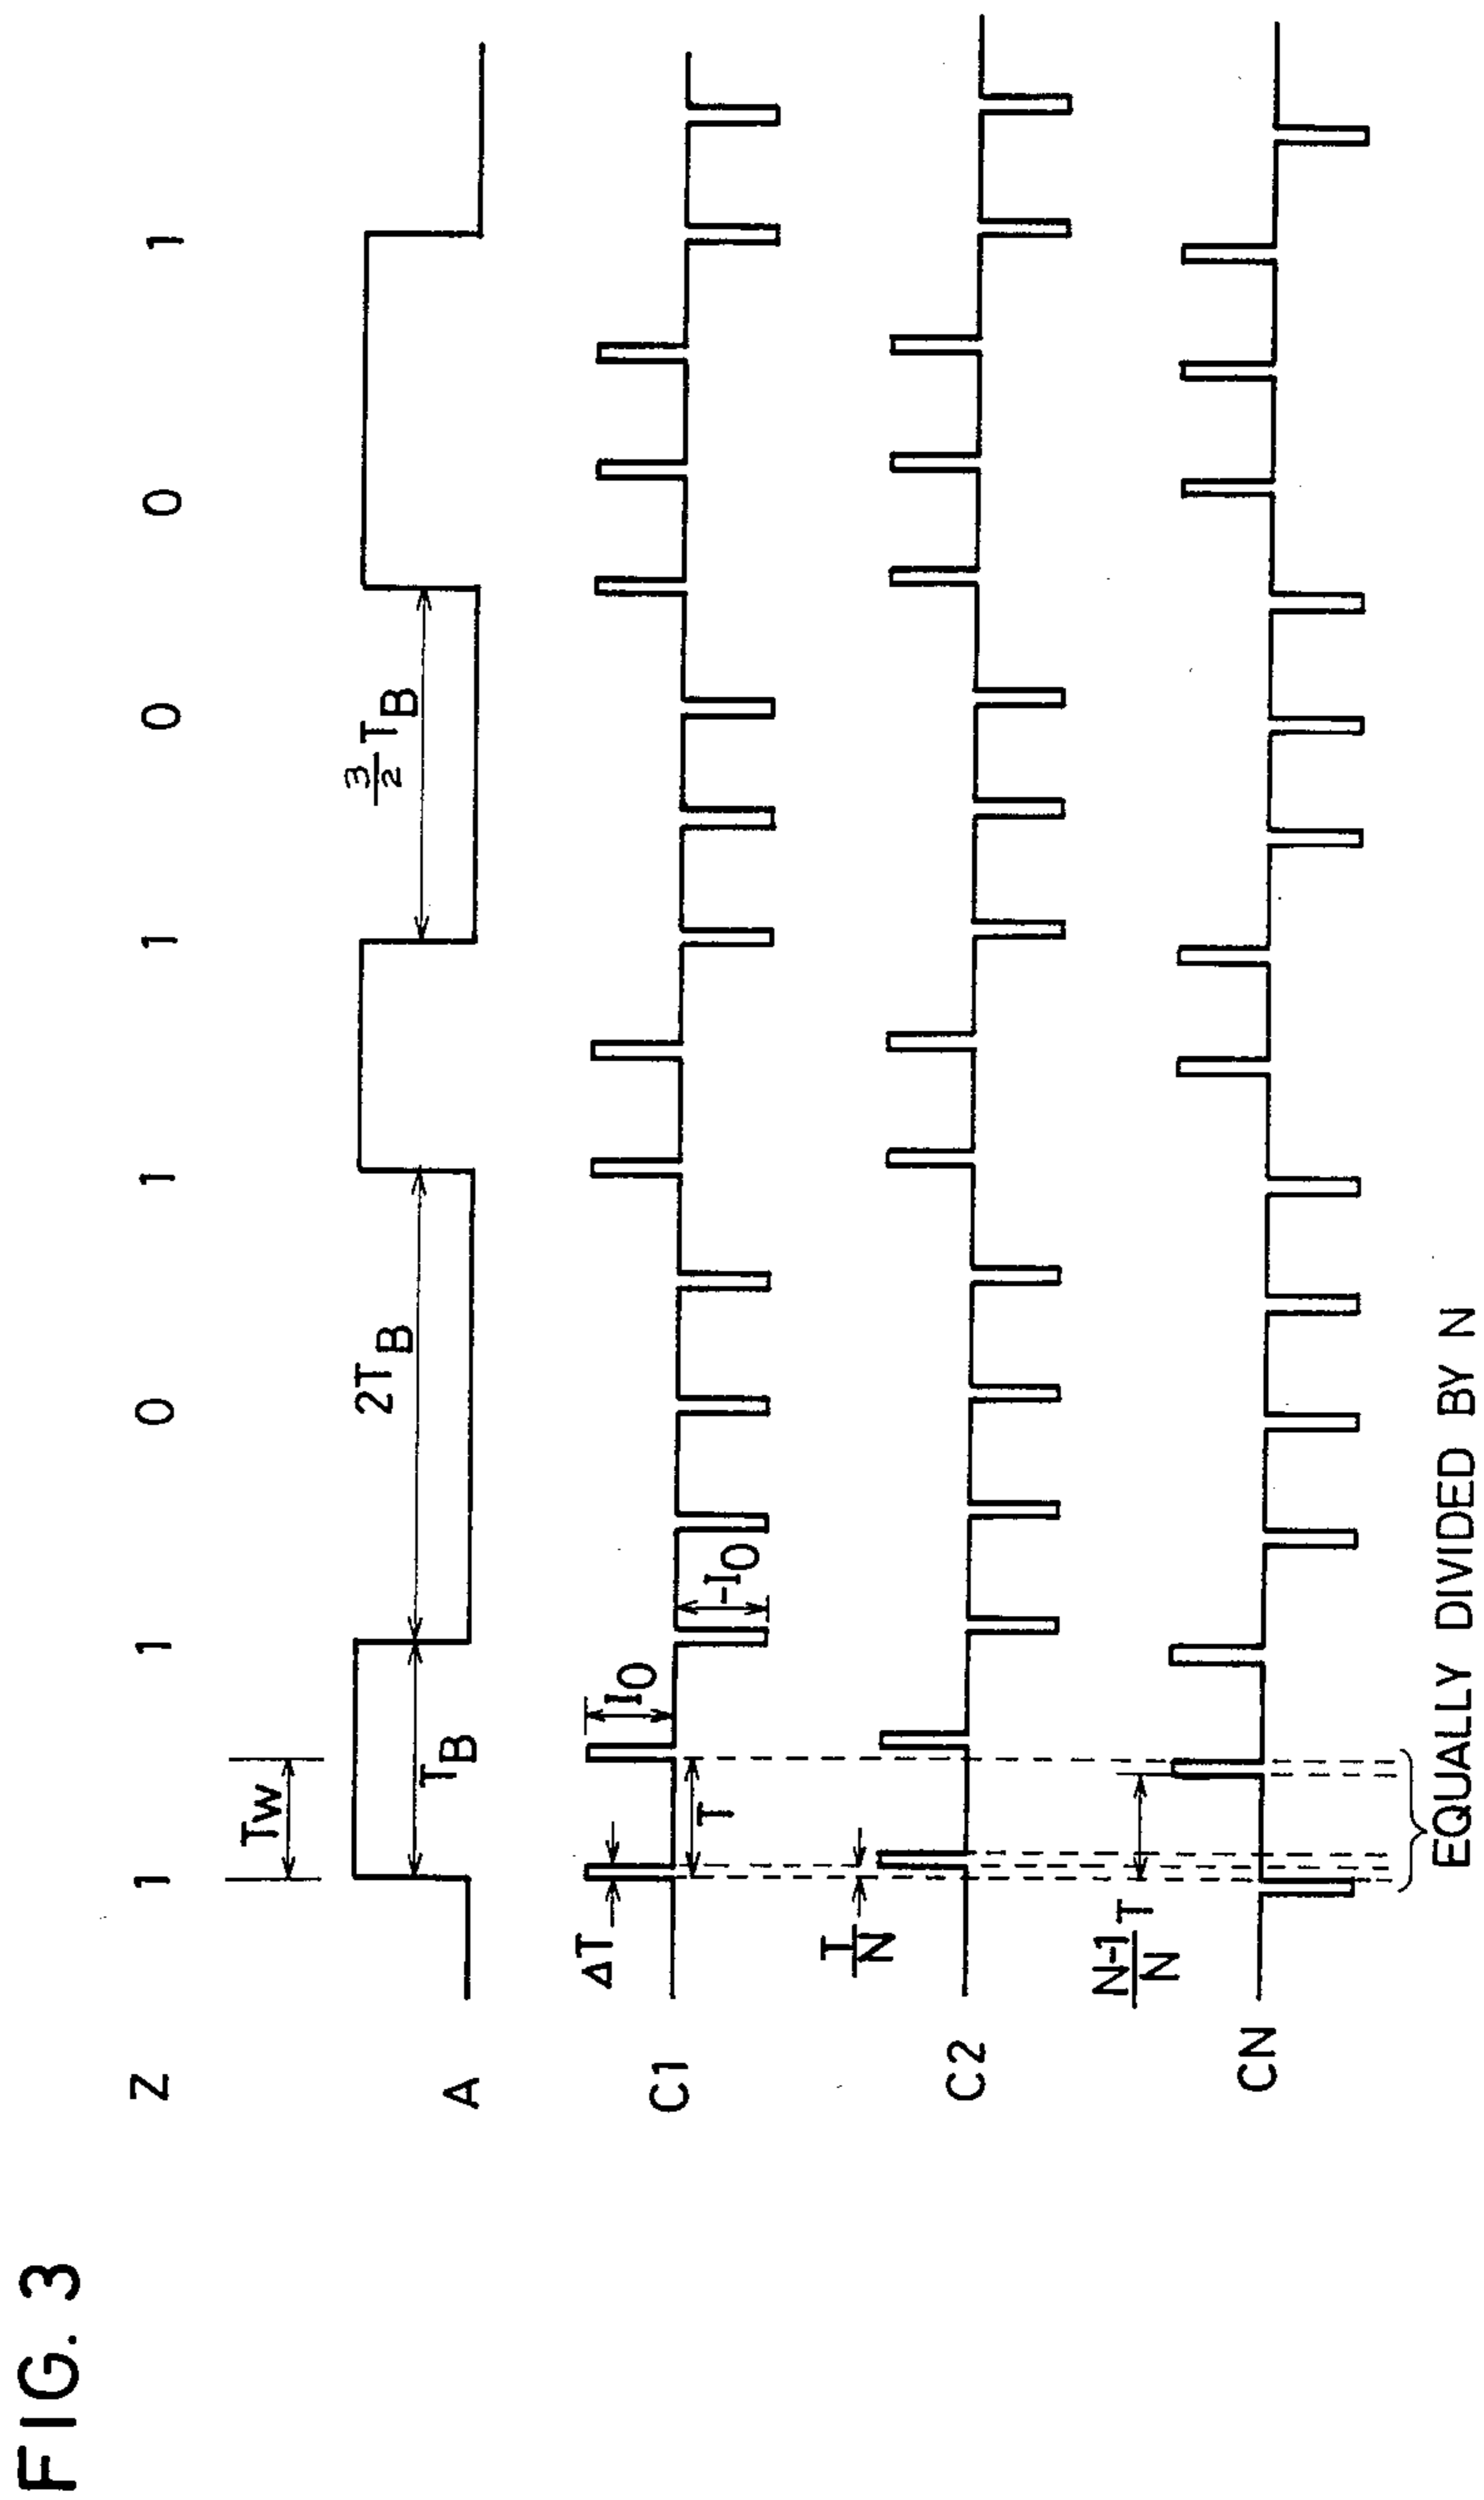 FIG. 3
Z 1 1 0 1 1 0 0 1
TW
A
TB
2TB
3/2 TB
C1
ΔT
T
I0
-I0
C2
T/N
CN
N-1/N T
EQUALLY DIVIDED BY N